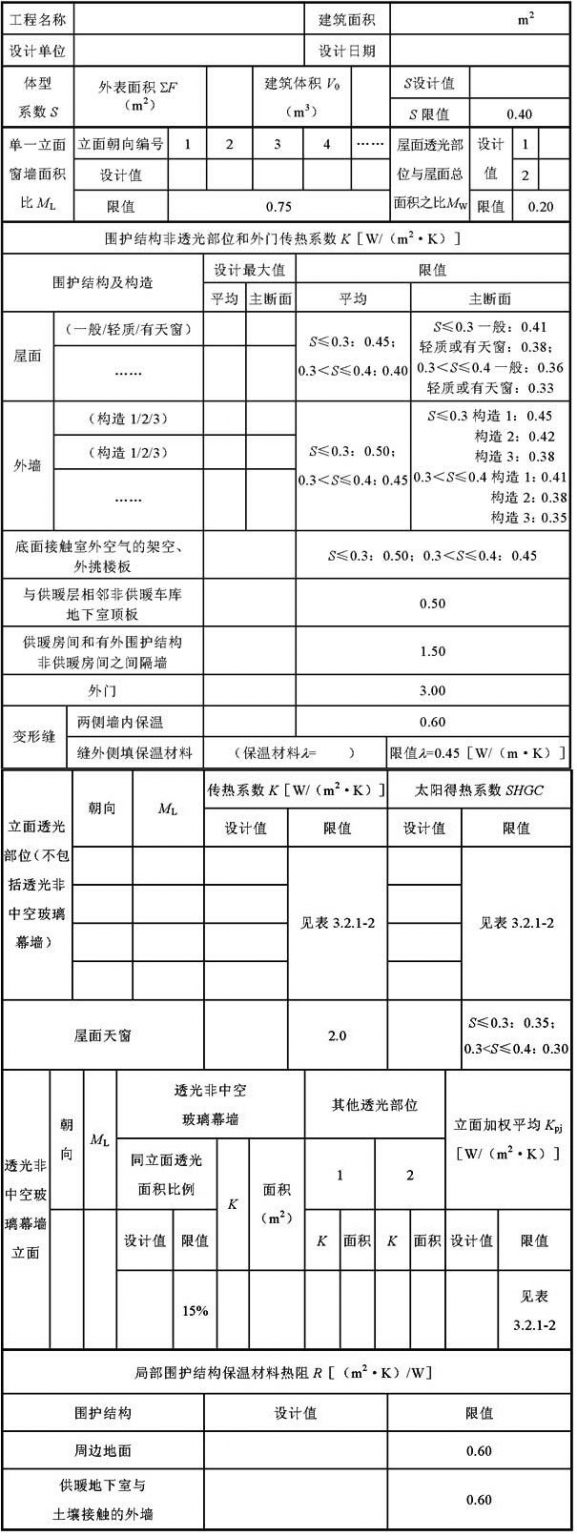 工程名称 建筑面积 m²
设计单位 设计日期
体型系数 S 外表面积 ΣF（m²） 建筑体积 V₀（m³） S设计值
S 限值 0.40
单一立面窗墙面积比 M_L 立面朝向编号 1 2 3 4 …… 屋面透光部位与屋面总面积之比M_W 设计值 1
设计值 2
限值 0.75 限值 0.20
围护结构非透光部位和外门传热系数 K［W/（m²·K）］
围护结构及构造 设计最大值 限值
平均 主断面 平均 主断面
屋面 （一般/轻质/有天窗） S≤0.3：0.45； S≤0.3 一般：0.41
轻质或有天窗：0.38；
…… 0.3＜S≤0.4：0.40 0.3＜S≤0.4 一般：0.36
轻质或有天窗：0.33
外墙 （构造 1/2/3） S≤0.3：0.50； S≤0.3 构造 1：0.45
构造 2：0.42
（构造 1/2/3） 构造 3：0.38
…… 0.3＜S≤0.4：0.45 0.3＜S≤0.4 构造 1：0.41
构造 2：0.38
构造 3：0.35
底面接触室外空气的架空、
外挑楼板 S≤0.3：0.50；0.3＜S≤0.4：0.45
与供暖层相邻非供暖车库
地下室顶板 0.50
供暖房间和有外围护结构
非供暖房间之间隔墙 1.50
外门 3.00
变形缝 两侧墙内保温 0.60
缝外侧填保温材料 （保温材料λ= ） 限值λ=0.45［W/（m·K）］
立面透光部位（不包括透光非中空玻璃幕墙） 朝向 M_L 传热系数 K［W/（m²·K）］ 太阳得热系数 SHGC
设计值 限值 设计值 限值
见表 3.2.1-2 见表 3.2.1-2
屋面天窗 2.0 S≤0.3：0.35；
0.3<S≤0.4：0.30
透光非中空玻璃幕墙立面 朝向 M_L 透光非中空玻璃幕墙 其他透光部位 立面加权平均 K_pj［W/（m²·K）］
同立面透光面积比例 K 面积（m²） 1 2
设计值 限值 K 面积 K 面积 设计值 限值
15% 见表 3.2.1-2
局部围护结构保温材料热阻 R［（m²·K）/W］
围护结构 设计值 限值
周边地面 0.60
供暖地下室与
土壤接触的外墙 0.60